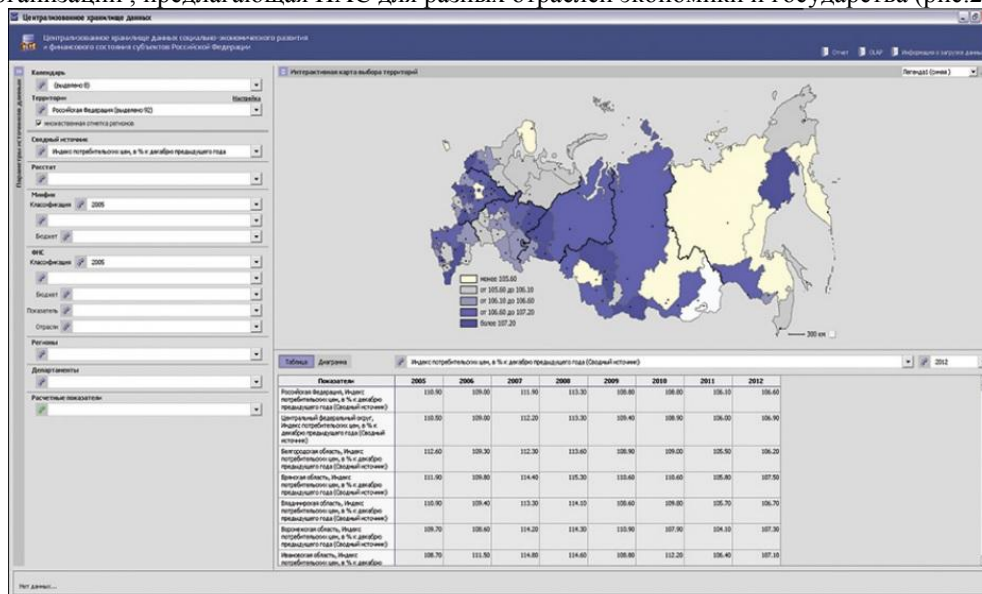 организации , предлагающая ИАС для разных отраслей экономики и государства (рис.2
Централизованное хранилище данных
Централизованное хранилище данных социально-экономического развития
и финансового состояния субъектов Российской Федерации
Отчет OLAP Информация о загрузке данных
Параметры источников данных
Календарь
(выделено 8)
Территории Настройка
Российская Федерация (выделено 92)
множественная отметка регионов
Сводный источник
Индекс потребительских цен, в % к декабрю предыдущего года
Росстат
Минфин
Классификация 2005
Бюджет
ФНС
Классификация 2005
Бюджет
Показатель
Отрасли
Регионы
Департаменты
Расчетные показатели
Интерактивная карта выбора территорий
Легенда1 (синяя)
менее 105.60
от 105.60 до 106.10
от 106.10 до 106.60
от 106.60 до 107.20
более 107.20
300 км
Таблица Диаграмма Индекс потребительских цен, в % к декабрю предыдущего года (Сводный источник) 2012
Показатели 2005 2006 2007 2008 2009 2010 2011 2012
Российская Федерация, Индекс
потребительских цен, в % к декабрю
предыдущего года (Сводный источник)
110.90 109.00 111.90 113.30 108.80 108.80 106.10 106.60
Центральный федеральный округ,
Индекс потребительских цен, в % к
декабрю предыдущего года (Сводный
источник)
110.50 109.00 112.20 113.30 109.40 108.90 106.00 106.90
Белгородская область, Индекс
потребительских цен, в % к декабрю
предыдущего года (Сводный источник)
112.60 109.30 112.30 113.60 108.90 109.00 105.50 106.20
Брянская область, Индекс
потребительских цен, в % к декабрю
предыдущего года (Сводный источник)
111.90 109.80 114.40 115.30 110.60 110.60 105.80 107.50
Владимирская область, Индекс
потребительских цен, в % к декабрю
предыдущего года (Сводный источник)
110.90 109.40 113.30 114.10 108.60 109.80 105.70 106.70
Воронежская область, Индекс
потребительских цен, в % к декабрю
предыдущего года (Сводный источник)
109.70 108.60 114.20 114.30 110.90 107.90 104.10 107.30
Ивановская область, Индекс
потребительских цен, в % к декабрю
108.70 111.50 114.80 114.60 108.80 112.20 106.40 107.10
Нет данных...